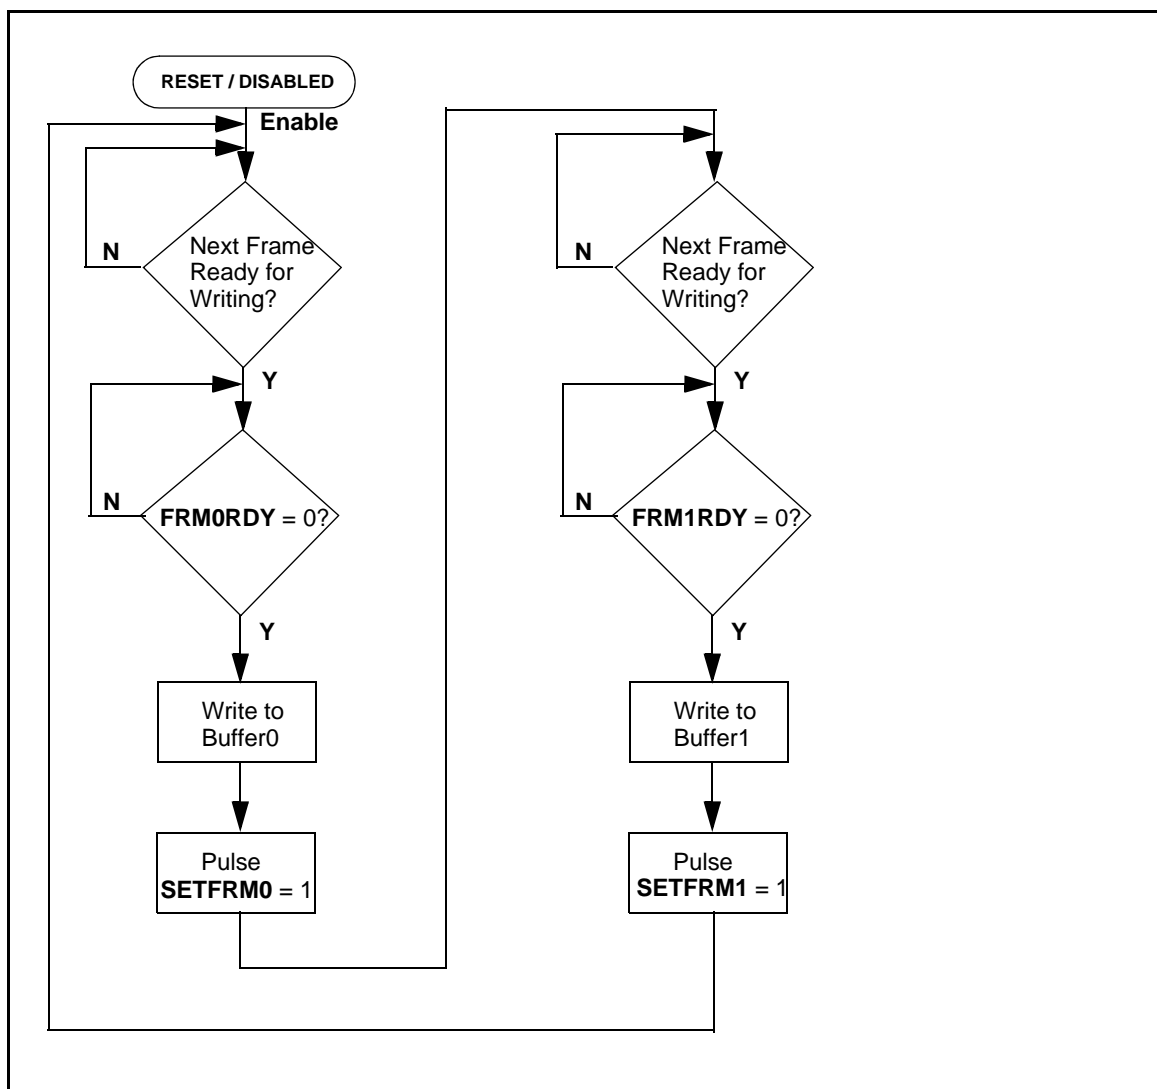 RESET / DISABLED
Enable
Next Frame
Ready for
Writing?
N
Y
FRM0RDY = 0?
N
Y
Write to
Buffer0
Pulse
SETFRM0 = 1
Next Frame
Ready for
Writing?
N
Y
FRM1RDY = 0?
N
Y
Write to
Buffer1
Pulse
SETFRM1 = 1